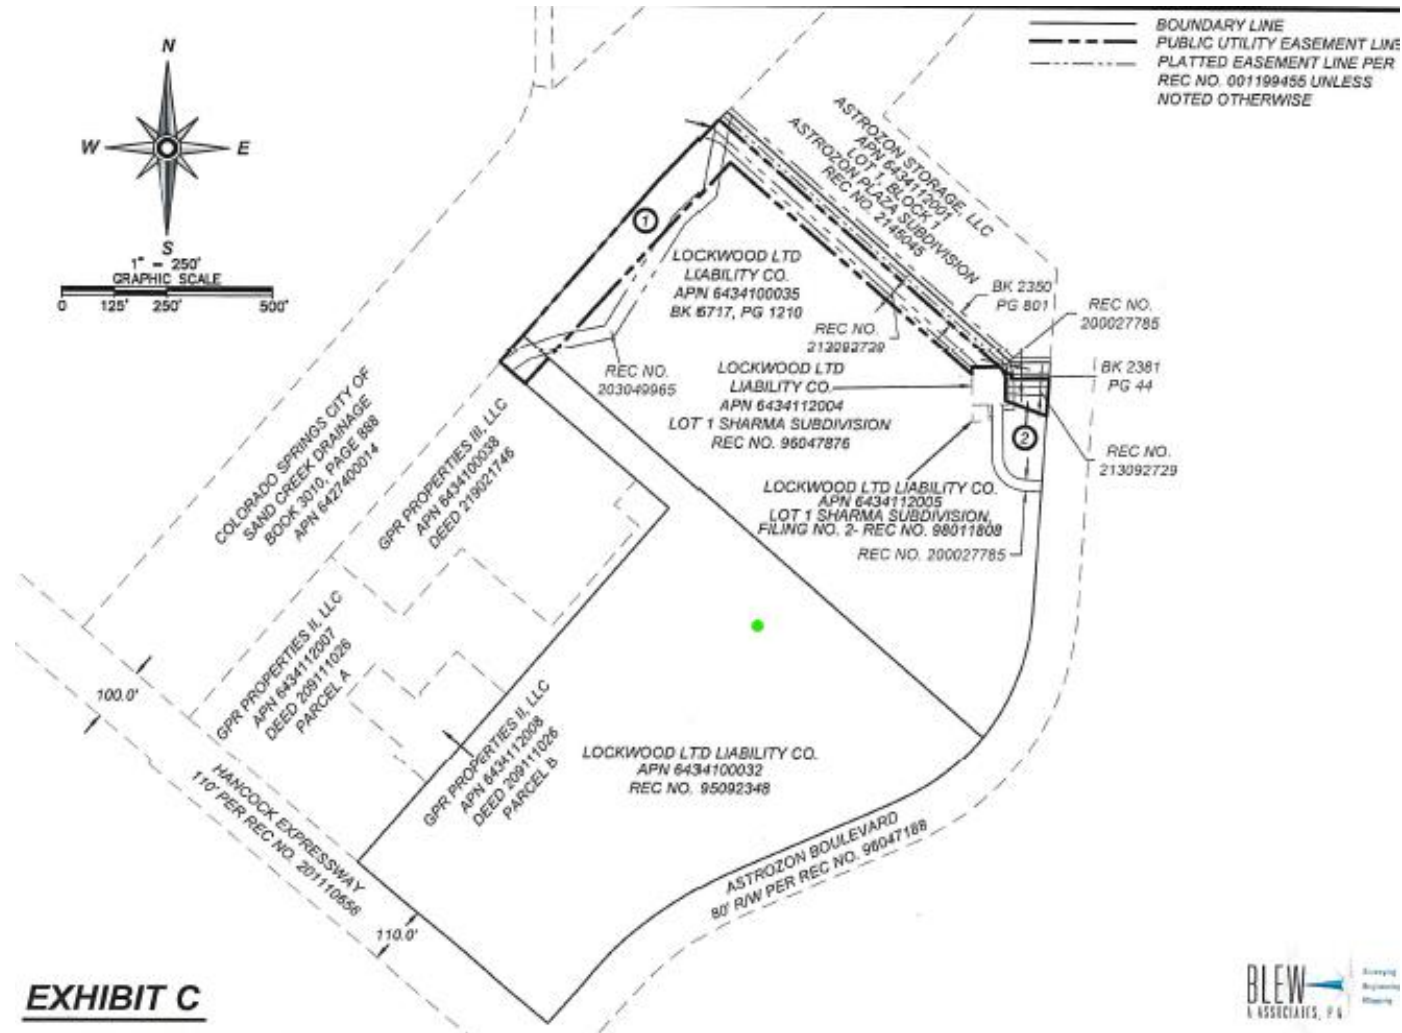 BOUNDARY LINE
PUBLIC UTILITY EASEMENT LINE
PLATTED EASEMENT LINE PER
REC NO. 001199455 UNLESS
NOTED OTHERWISE
N
W
E
S
1" = 250'
GRAPHIC SCALE
0 125' 250' 500'
ASTROZON STORAGE, LLC
APN 6434112001
LOT 1, BLOCK 1
ASTROZON PLAZA SUBDIVISION
REC NO. 2145045
1
LOCKWOOD LTD
LIABILITY CO.
APN 6434100035
BK 6717, PG 1210
BK 2350
PG 801
REC NO.
200027785
REC NO.
213092729
REC NO.
203049965
LOCKWOOD LTD
LIABILITY CO.
APN 6434112004
LOT 1 SHARMA SUBDIVISION
REC NO. 96047876
BK 2381
PG 44
2
REC NO.
213092729
LOCKWOOD LTD LIABILITY CO.
APN 6434112005
LOT 1 SHARMA SUBDIVISION,
FILING NO. 2- REC NO. 98011808
REC NO. 200027785
COLORADO SPRINGS CITY OF
SAND CREEK DRAINAGE
BOOK 3010, PAGE 888
APN 6427400014
GPR PROPERTIES III, LLC
APN 6434100038
DEED 219021746
GPR PROPERTIES II, LLC
APN 6434112007
DEED 209111026
PARCEL A
GPR PROPERTIES II, LLC
APN 6434112008
DEED 209111026
PARCEL B
100.0'
HANCOCK EXPRESSWAY
110' PER REC NO. 201110656
110.0'
LOCKWOOD LTD LIABILITY CO.
APN 6434100032
REC NO. 95092348
ASTROZON BOULEVARD
80' R/W PER REC NO. 96047188
EXHIBIT C
BLEW
& ASSOCIATES, P A
Surveying
Engineering
Mapping